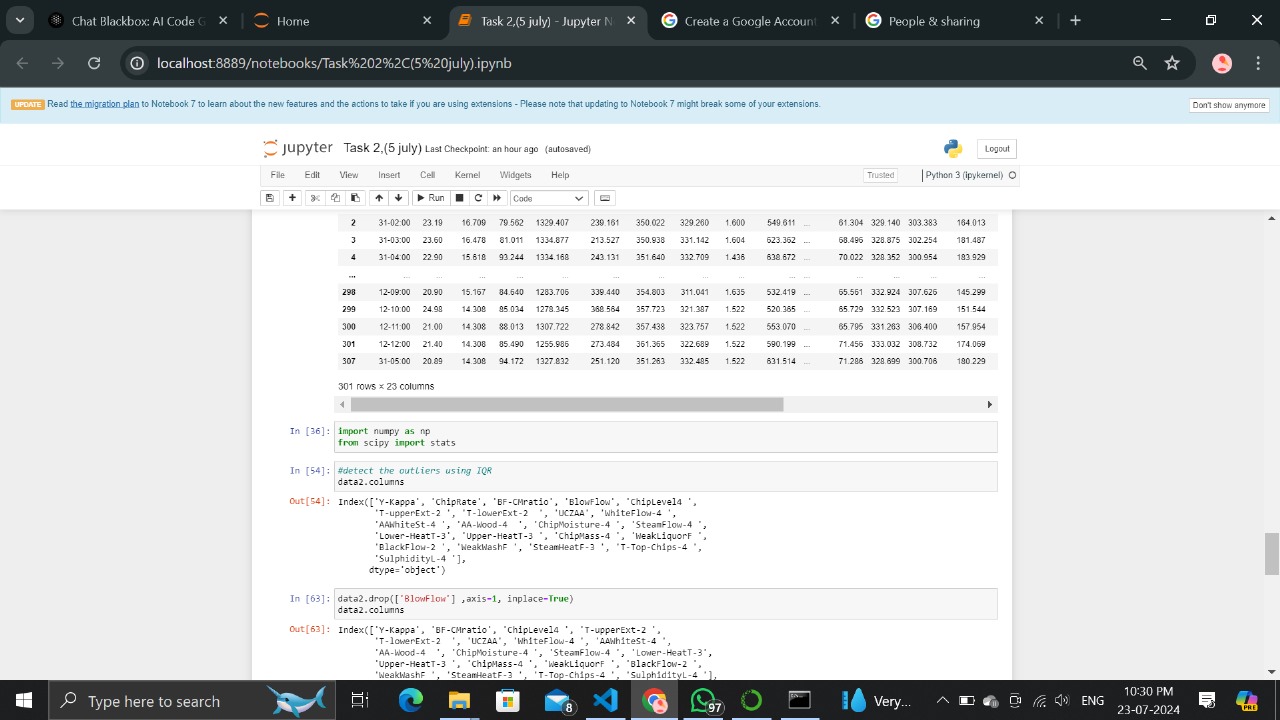 Chat Blackbox: AI Code G
Home
Task 2,(5 july) - Jupyter N
Create a Google Account
People & sharing
localhost:8889/notebooks/Task%202%2C(5%20july).ipynb
UPDATE Read the migration plan to Notebook 7 to learn about the new features and the actions to take if you are using extensions - Please note that updating to Notebook 7 might break some of your extensions.
Don't show anymore
jupyter Task 2,(5 july) Last Checkpoint: an hour ago (autosaved)
Logout
File Edit View Insert Cell Kernel Widgets Help
Trusted
Python 3 (ipykernel)
Run
Code
2 31-02:00 23.19 16.709 79.562 1329.407 239.161 350.022 329.260 1.600 549.611 ... 61.304 329.140 303.383 164.013
3 31-03:00 23.60 16.478 81.011 1334.877 213.527 350.938 331.142 1.604 623.362 ... 68.496 328.875 302.254 181.487
4 31-04:00 22.90 15.618 93.244 1334.168 243.131 351.640 332.709 1.436 638.672 ... 70.022 328.352 300.954 183.929
... ... ... ... ... ... ... ... ... ... ... ... ... ... ... ...
298 12-09:00 20.90 15.167 84.640 1283.706 339.440 354.803 311.041 1.635 532.419 ... 65.561 332.924 307.626 145.299
299 12-10:00 24.98 14.308 85.034 1278.345 368.564 357.723 321.387 1.522 520.365 ... 65.729 332.523 307.169 151.544
300 12-11:00 21.00 14.308 88.013 1307.722 278.842 357.438 323.757 1.522 553.070 ... 65.795 331.263 306.400 157.954
301 12-12:00 21.40 14.308 85.490 1255.986 273.484 361.365 322.689 1.522 590.199 ... 71.456 333.032 308.732 174.069
307 31-05:00 20.89 14.308 94.172 1327.832 251.120 351.263 332.485 1.522 631.514 ... 71.286 328.699 300.706 180.229
301 rows × 23 columns
In [36]: import numpy as np
from scipy import stats
In [54]: #detect the outliers using IQR
data2.columns
Out[54]: Index(['Y-Kappa', 'ChipRate', 'BF-CMratio', 'BlowFlow', 'ChipLevel4 ',
'T-upperExt-2 ', 'T-lowerExt-2  ', 'UCZAA', 'WhiteFlow-4 ',
'AAWhiteSt-4 ', 'AA-Wood-4  ', 'ChipMoisture-4 ', 'SteamFlow-4 ',
'Lower-HeatT-3', 'Upper-HeatT-3 ', 'ChipMass-4 ', 'WeakLiquorF ',
'BlackFlow-2 ', 'WeakWashF ', 'SteamHeatF-3 ', 'T-Top-Chips-4 ',
'SulphidityL-4 '],
dtype='object')
In [63]: data2.drop(['BlowFlow'] ,axis=1, inplace=True)
data2.columns
Out[63]: Index(['Y-Kappa', 'BF-CMratio', 'ChipLevel4 ', 'T-upperExt-2 ',
'T-lowerExt-2  ', 'UCZAA', 'WhiteFlow-4 ', 'AAWhiteSt-4 ',
'AA-Wood-4  ', 'ChipMoisture-4 ', 'SteamFlow-4 ', 'Lower-HeatT-3',
'Upper-HeatT-3 ', 'ChipMass-4 ', 'WeakLiquorF ', 'BlackFlow-2 ',
'WeakWashF ', 'SteamHeatF-3 ', 'T-Top-Chips-4 ', 'SulphidityL-4 '],
Type here to search
8
97
Very...
ENG
10:30 PM
23-07-2024
PRE